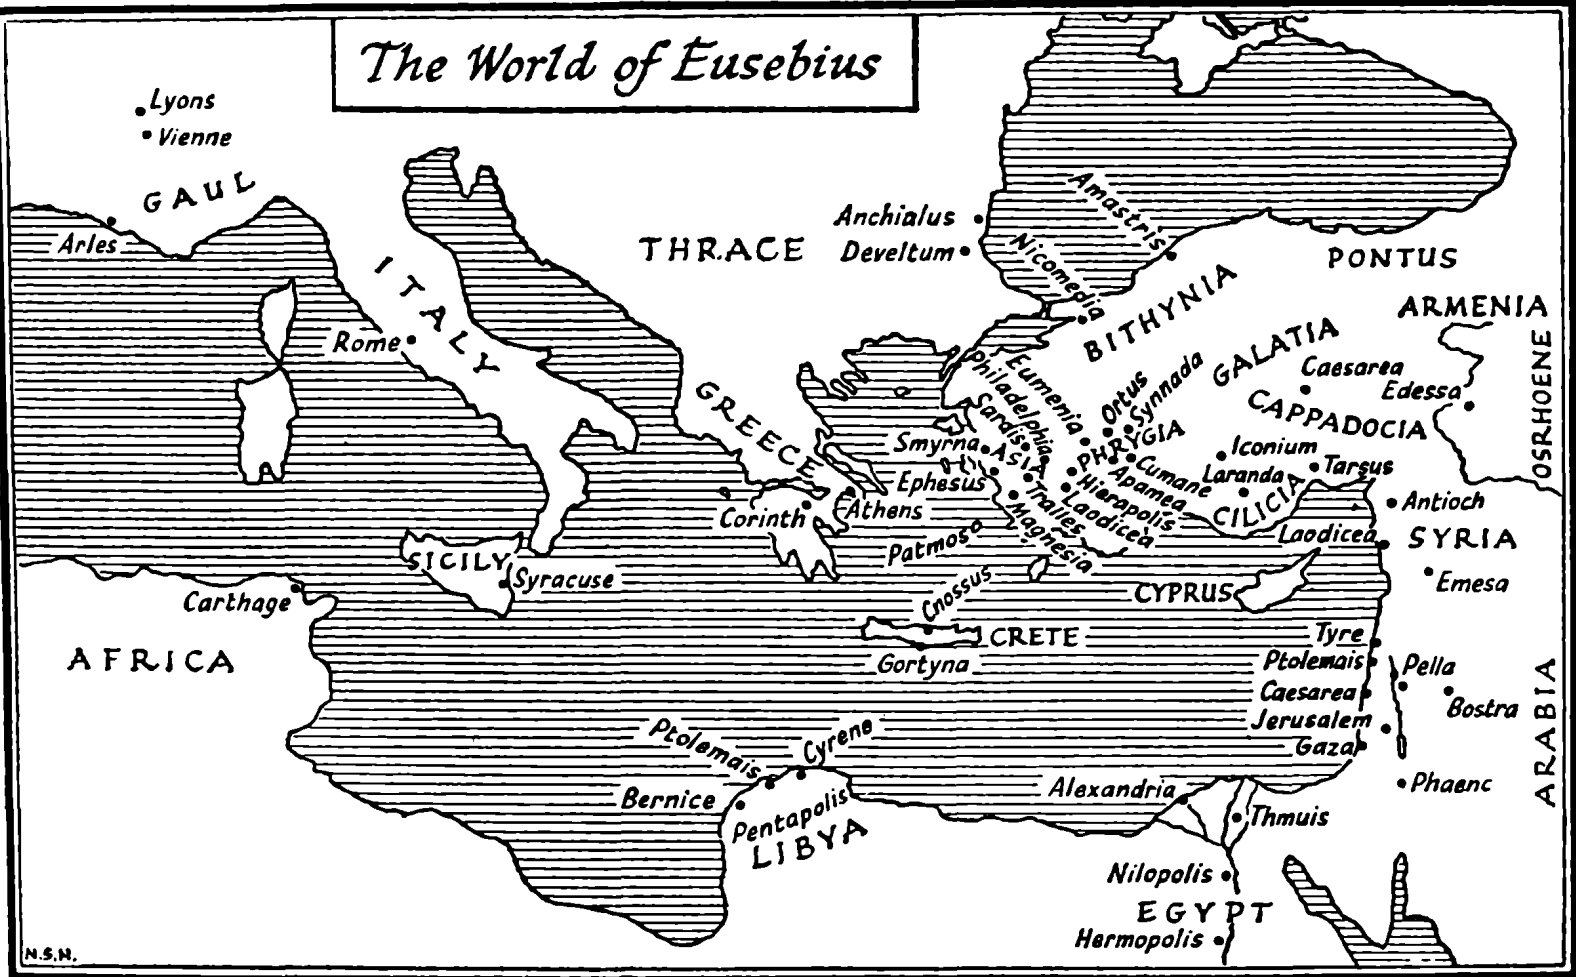 The World of Eusebius
Lyons
Vienne
GAUL
Arles
ITALY
Rome
THRACE
Anchialus
Develtum
Amastris
Nicomedia
PONTUS
BITHYNIA
ARMENIA
OSRHOENE
GALATIA
Caesarea
Edessa
CAPPADOCIA
GREECE
Philadelphia
Eumenia
Sardis
Ortus
Synnada
Smyrna
ASIA
PHRYGIA
Iconium
Cumane
Laranda
Tarsus
Ephesus
Apamea
Hierapolis
CILICIA
Tralles
Laodicea
Magnesia
Antioch
Corinth
Athens
Patmos
Laodicea
SYRIA
SICILY
Syracuse
Carthage
Cnossus
CYPRUS
Emesa
CRETE
Gortyna
Tyre
AFRICA
Ptolemais
Pella
Caesarea
Bostra
Jerusalem
Gaza
ARABIA
Ptolemais
Cyrene
Bernice
Pentapolis
LIBYA
Alexandria
Phaenc
Thmuis
Nilopolis
EGYPT
Hermopolis
N.S.H.